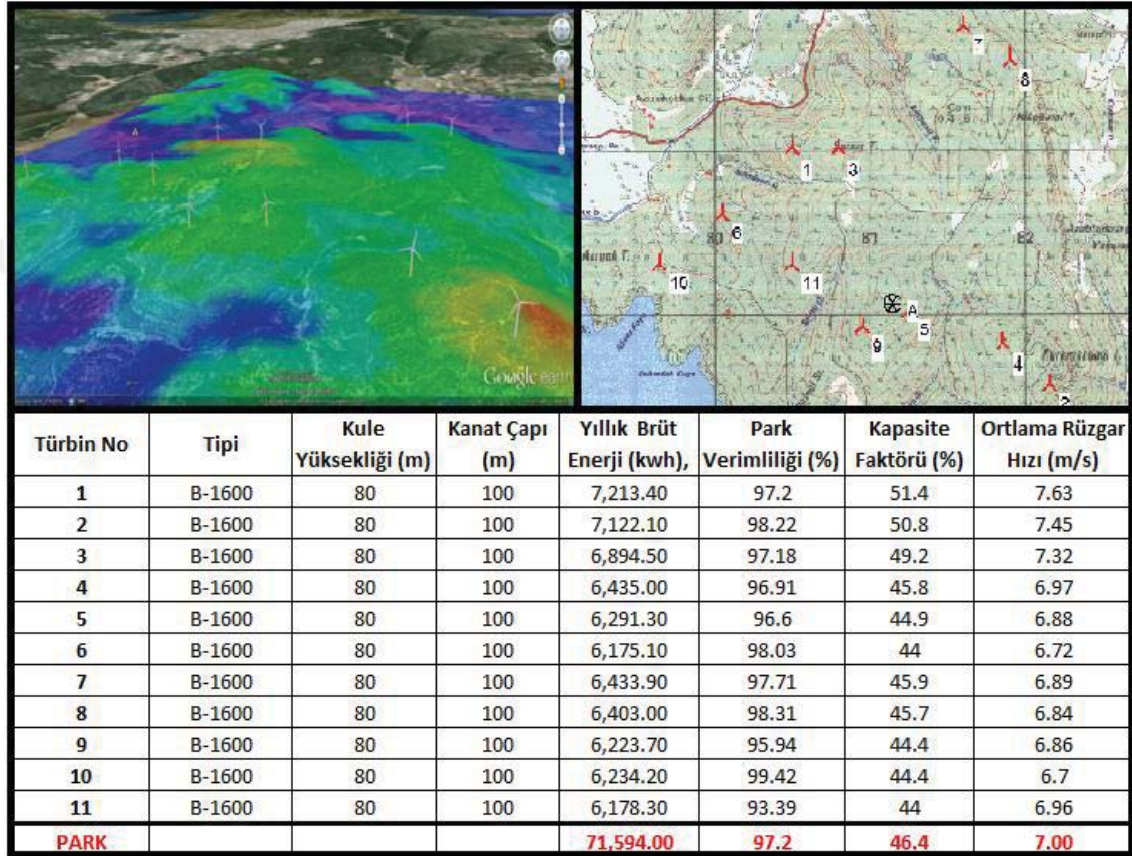 Google earth
A
7
8
1
3
80
6
81
82
10
11
A
5
9
4
2
Türbin No Tipi Kule Yüksekliği (m) Kanat Çapı (m) Yıllık Brüt Enerji (kwh), Park Verimliliği (%) Kapasite Faktörü (%) Ortlama Rüzgar Hızı (m/s)
1 B-1600 80 100 7,213.40 97.2 51.4 7.63
2 B-1600 80 100 7,122.10 98.22 50.8 7.45
3 B-1600 80 100 6,894.50 97.18 49.2 7.32
4 B-1600 80 100 6,435.00 96.91 45.8 6.97
5 B-1600 80 100 6,291.30 96.6 44.9 6.88
6 B-1600 80 100 6,175.10 98.03 44 6.72
7 B-1600 80 100 6,433.90 97.71 45.9 6.89
8 B-1600 80 100 6,403.00 98.31 45.7 6.84
9 B-1600 80 100 6,223.70 95.94 44.4 6.86
10 B-1600 80 100 6,234.20 99.42 44.4 6.7
11 B-1600 80 100 6,178.30 93.39 44 6.96
PARK 71,594.00 97.2 46.4 7.00